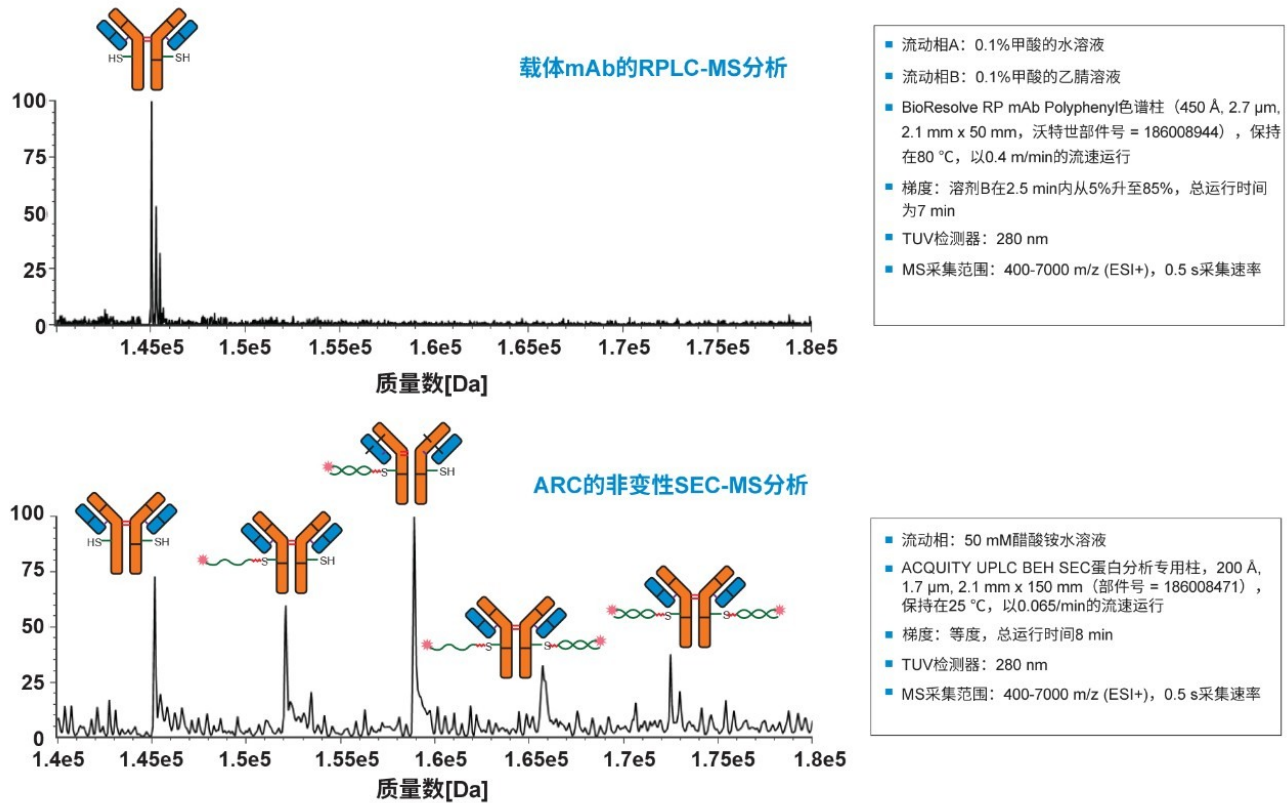 载体mAb的RPLC-MS分析
HS
SH
100
75
50
25
0
1.45e5 1.5e5 1.55e5 1.6e5 1.65e5 1.7e5 1.75e5 1.8e5
质量数[Da]
流动相A：0.1%甲酸的水溶液
流动相B：0.1%甲酸的乙腈溶液
BioResolve RP mAb Polyphenyl色谱柱（450 Å, 2.7 µm,
2.1 mm x 50 mm，沃特世部件号 = 186008944），保持
在80 °C，以0.4 m/min的流速运行
梯度：溶剂B在2.5 min内从5%升至85%，总运行时间
为7 min
TUV检测器：280 nm
MS采集范围：400-7000 m/z (ESI+)，0.5 s采集速率
ARC的非变性SEC-MS分析
HS
SH
S
SH
S
SH
S
S
S
S
100
75
50
25
0
1.4e5 1.45e5 1.5e5 1.55e5 1.6e5 1.65e5 1.7e5 1.75e5 1.8e5
质量数[Da]
流动相：50 mM醋酸铵水溶液
ACQUITY UPLC BEH SEC蛋白分析专用柱，200 Å,
1.7 µm, 2.1 mm x 150 mm（部件号 = 186008471），
保持在25 °C，以0.065/min的流速运行
梯度：等度，总运行时间8 min
TUV检测器：280 nm
MS采集范围：400-7000 m/z (ESI+)，0.5 s采集速率